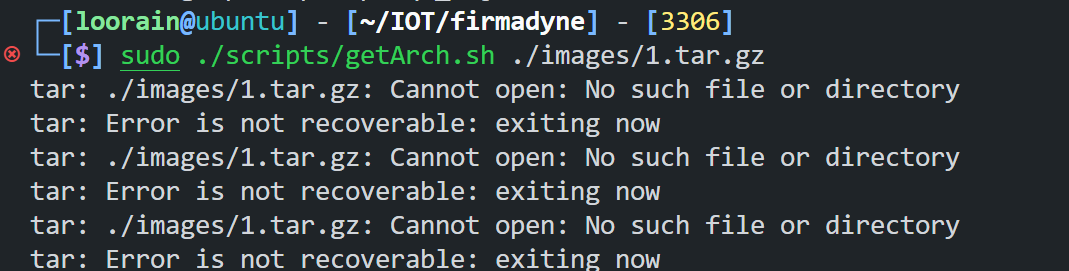 [loorain@ubuntu] - [~/IOT/firmadyne] - [3306]
[$] sudo ./scripts/getArch.sh ./images/1.tar.gz
tar: ./images/1.tar.gz: Cannot open: No such file or directory
tar: Error is not recoverable: exiting now
tar: ./images/1.tar.gz: Cannot open: No such file or directory
tar: Error is not recoverable: exiting now
tar: ./images/1.tar.gz: Cannot open: No such file or directory
tar: Error is not recoverable: exiting now